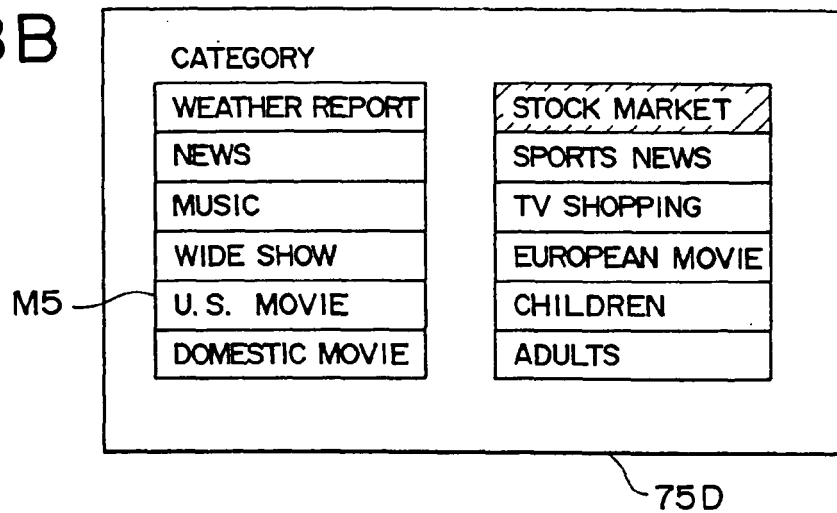 BB
CATEGORY
WEATHER REPORT
NEWS
MUSIC
WIDE SHOW
U.S. MOVIE
DOMESTIC MOVIE
STOCK MARKET
SPORTS NEWS
TV SHOPPING
EUROPEAN MOVIE
CHILDREN
ADULTS
M5
75D